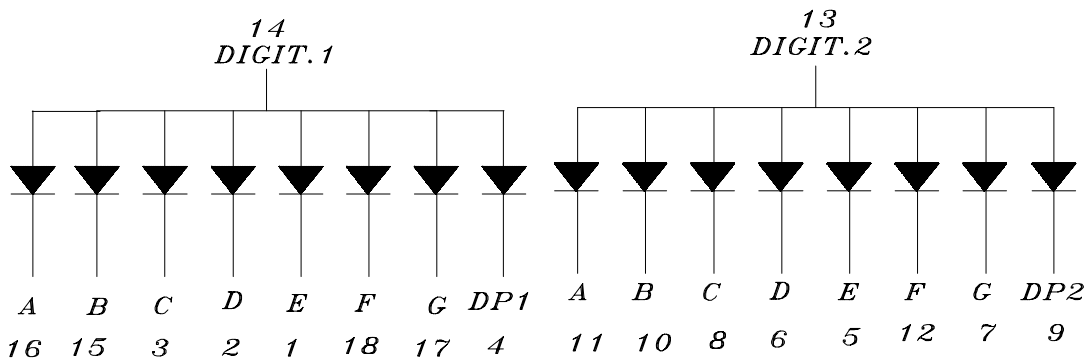 14
DIGIT.1
13
DIGIT.2
A B C D E F G DP1
16 15 3 2 1 18 17 4
A B C D E F G DP2
11 10 8 6 5 12 7 9